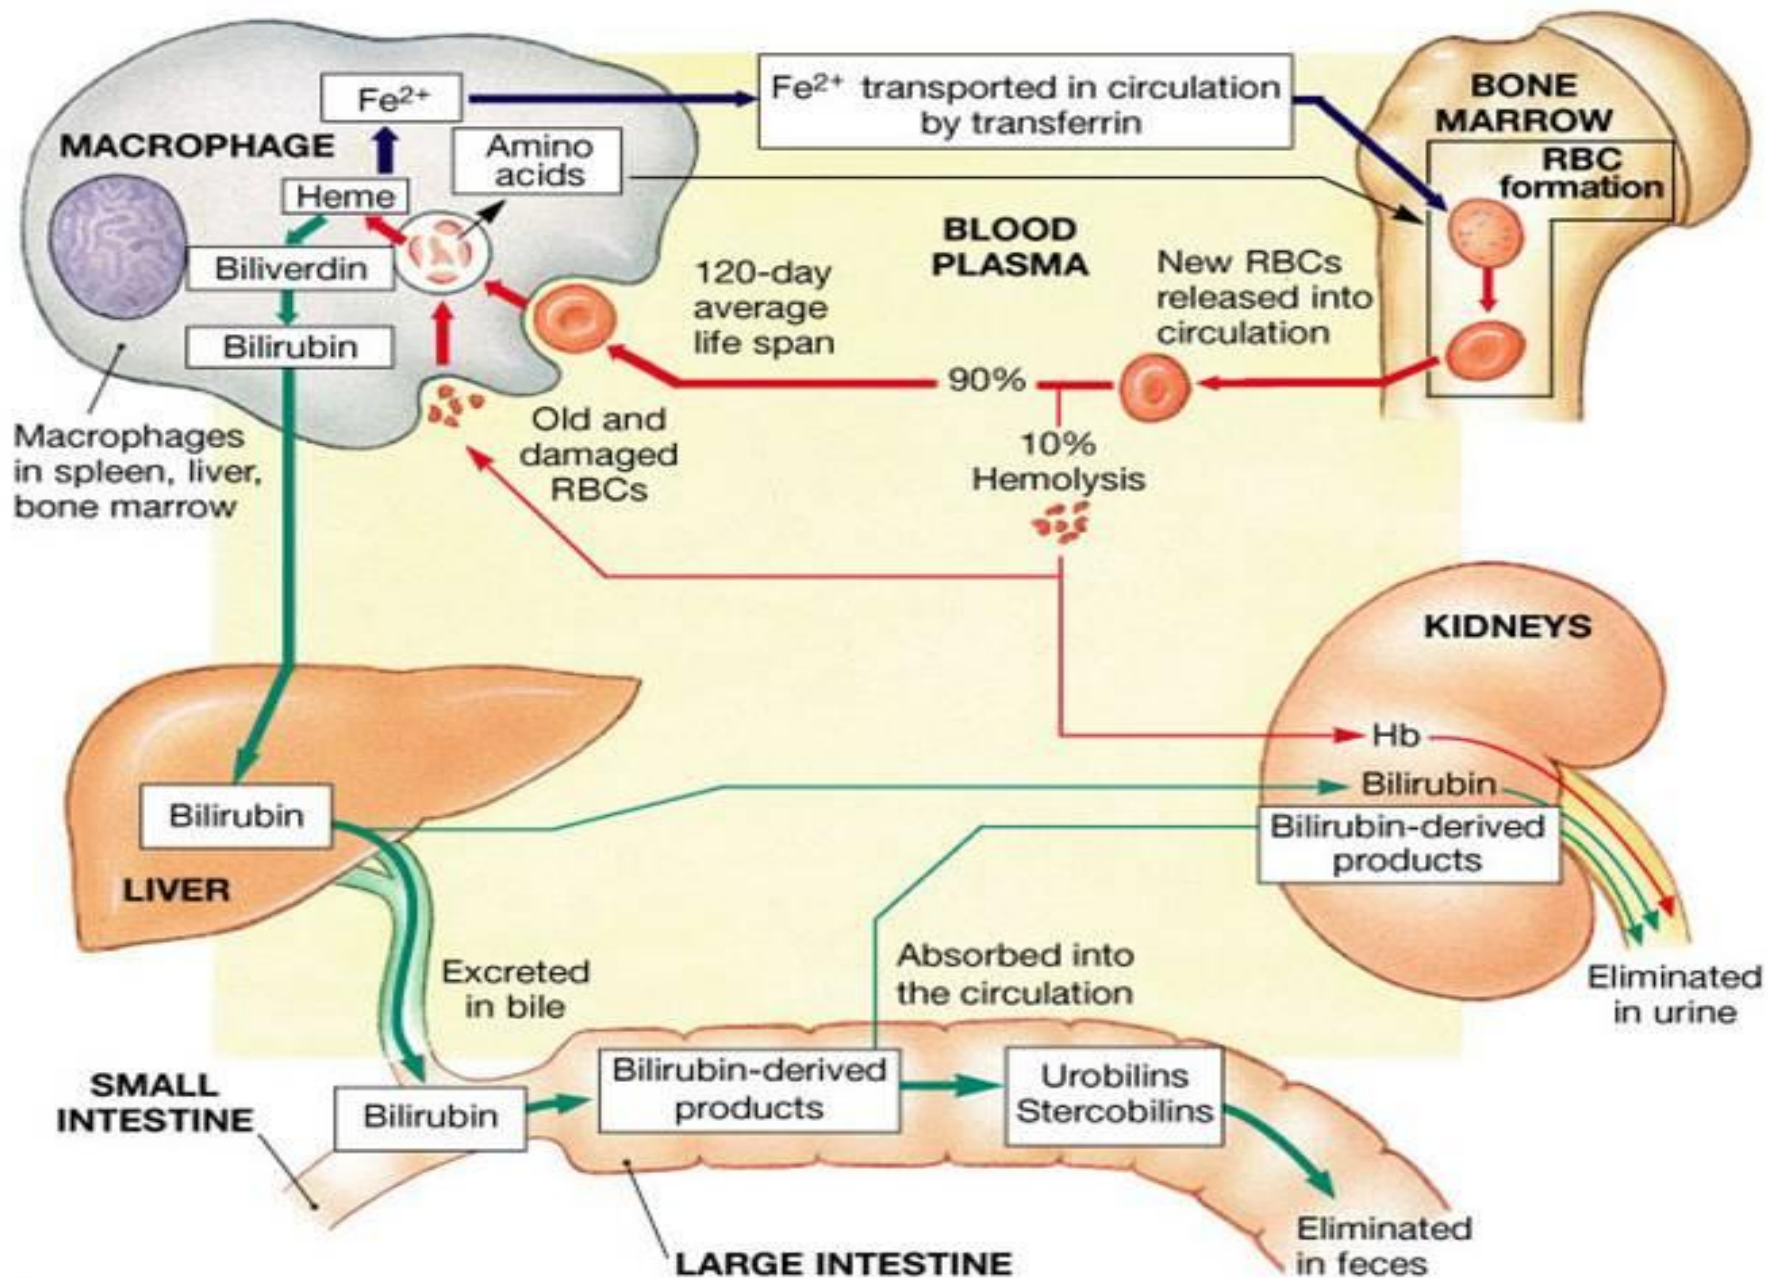 Fe²⁺
Fe²⁺ transported in circulation
by transferrin
BONE
MARROW
RBC
formation
MACROPHAGE
Amino
acids
Heme
Biliverdin
Bilirubin
120-day
average
life span
BLOOD
PLASMA
New RBCs
released into
circulation
90%
10%
Hemolysis
Old and
damaged
RBCs
Macrophages
in spleen, liver,
bone marrow
KIDNEYS
Hb
Bilirubin
Bilirubin-derived
products
Eliminated
in urine
Bilirubin
LIVER
Excreted
in bile
Absorbed into
the circulation
SMALL
INTESTINE
Bilirubin
Bilirubin-derived
products
Urobilins
Stercobilins
Eliminated
in feces
LARGE INTESTINE